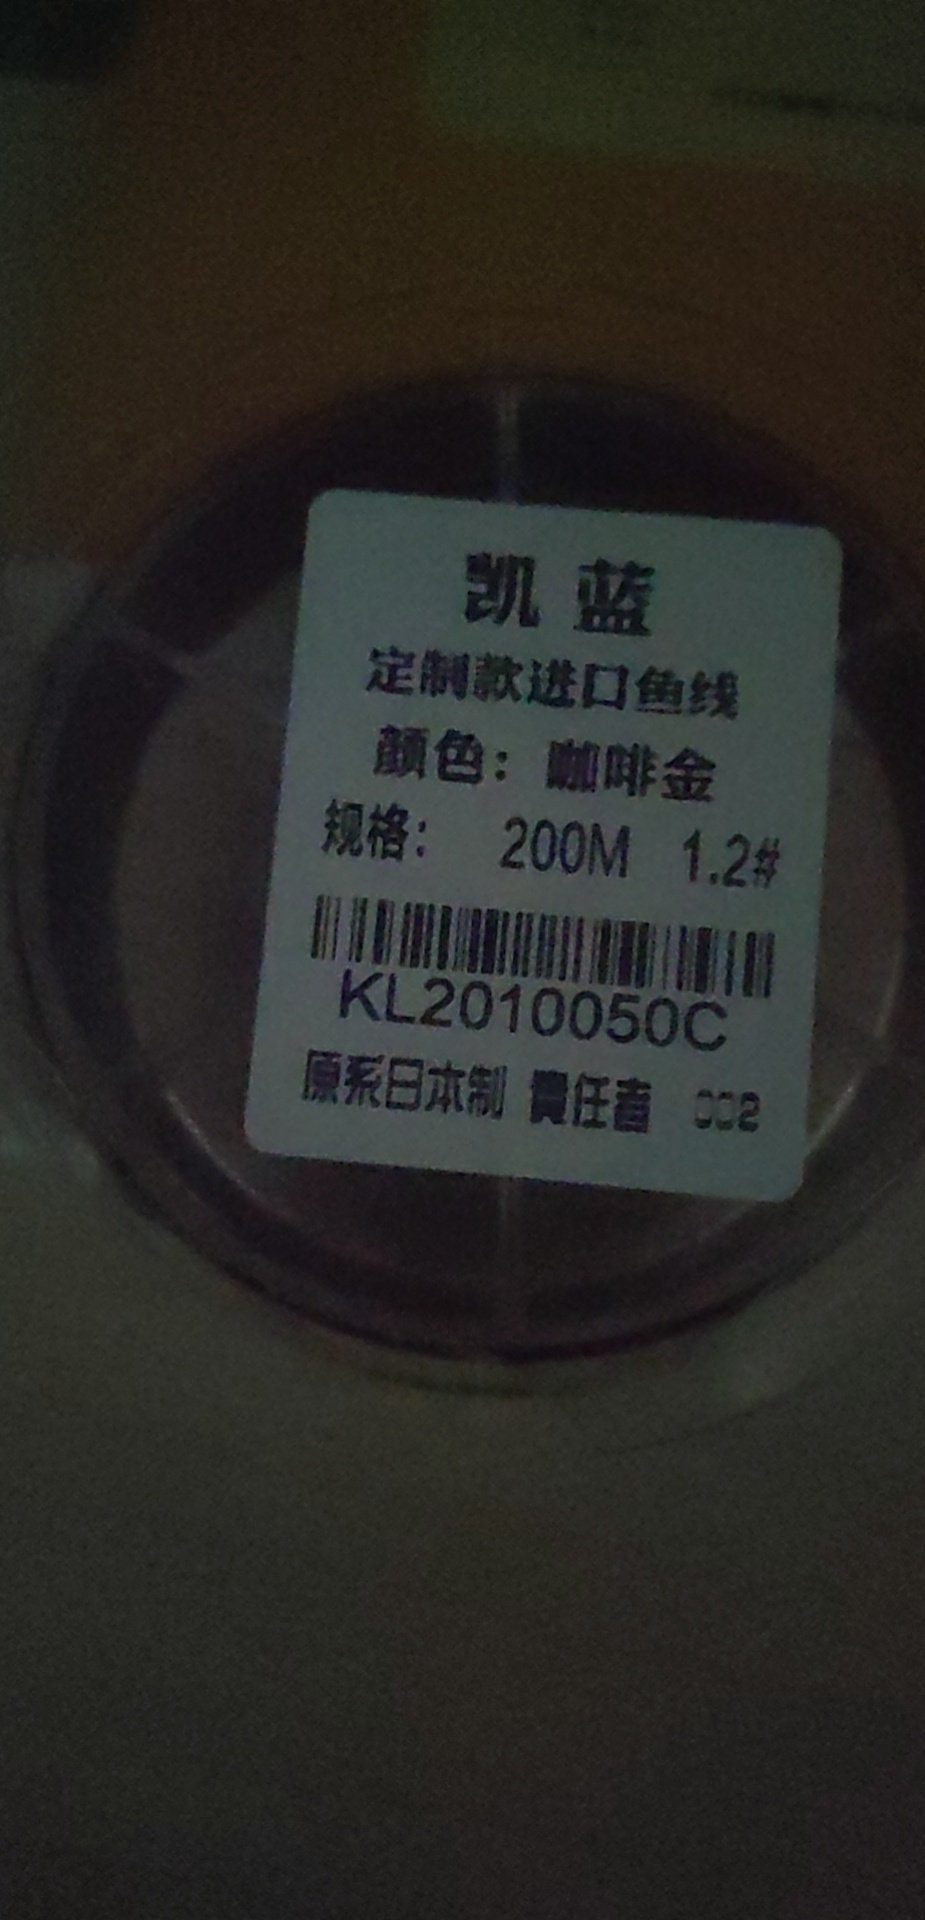 凯 蓝
定制款进口鱼线
颜色: 咖啡金
规格: 200M 1.2#
KL2010050C
原系日本制 責任者 002